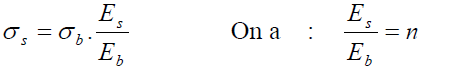 σ_s = σ_b . E_s / E_b On a : E_s / E_b = n